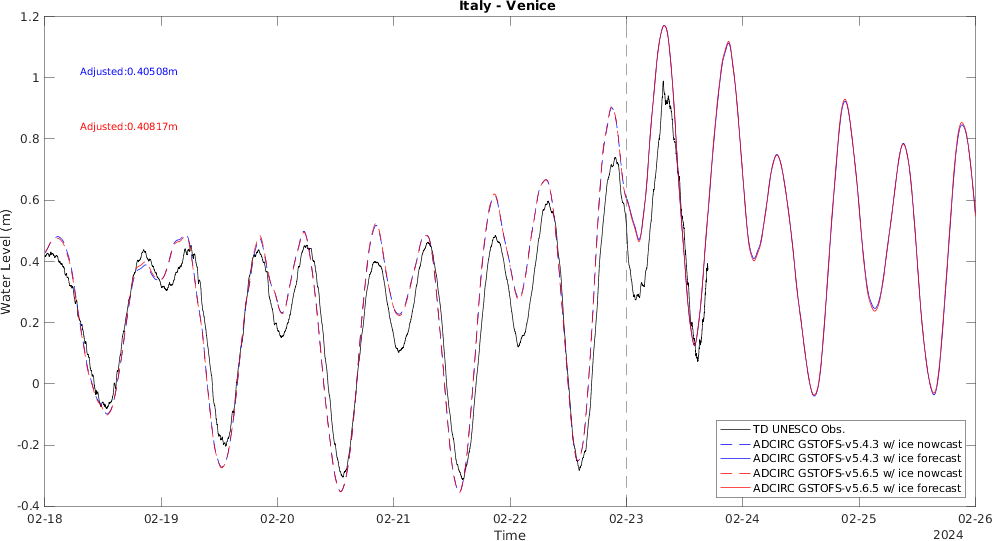 Italy - Venice
1.2
1
0.8
0.6
0.4
0.2
0
-0.2
-0.4
Water Level (m)
Adjusted:0.40508m
Adjusted:0.40817m
TD UNESCO Obs.
ADCIRC GSTOFS-v5.4.3 w/ ice nowcast
ADCIRC GSTOFS-v5.4.3 w/ ice forecast
ADCIRC GSTOFS-v5.6.5 w/ ice nowcast
ADCIRC GSTOFS-v5.6.5 w/ ice forecast
02-18 02-19 02-20 02-21 02-22 02-23 02-24 02-25 02-26
Time
2024